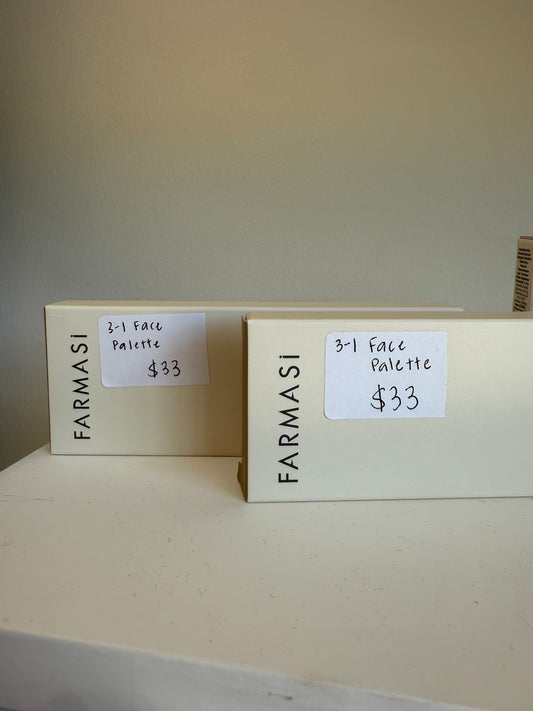 FARMASi
3-1 Face
Palette
$33
FARMASi
3-1 Face
Palette
$33